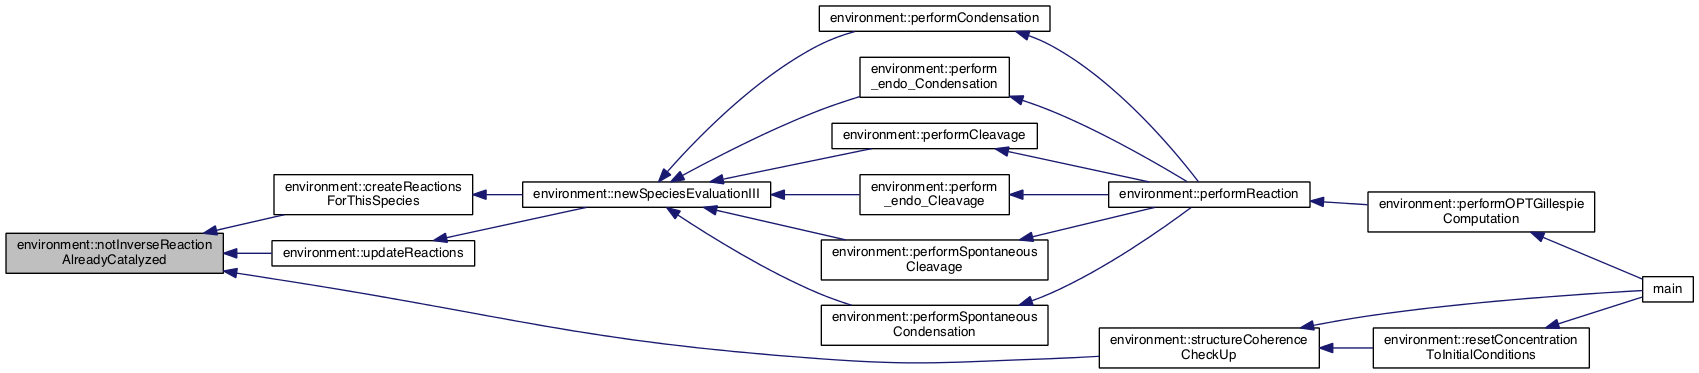 environment::performCondensation
environment::perform
_endo_Condensation
environment::performCleavage
environment::createReactions
ForThisSpecies
environment::newSpeciesEvaluationIII
environment::perform
_endo_Cleavage
environment::performReaction
environment::performOPTGillespie
Computation
environment::notInverseReaction
AlreadyCatalyzed
environment::updateReactions
environment::performSpontaneous
Cleavage
main
environment::performSpontaneous
Condensation
environment::structureCoherence
CheckUp
environment::resetConcentration
ToInitialConditions